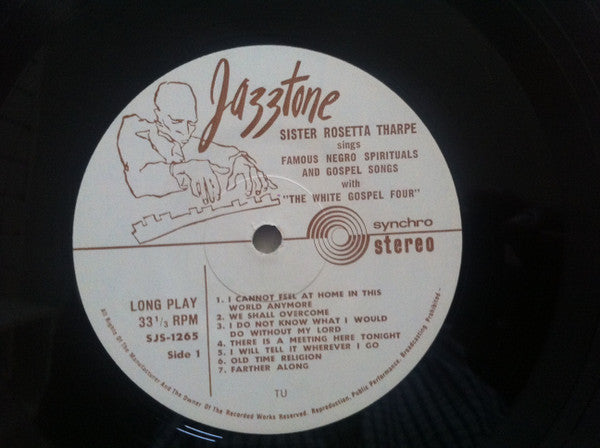 Jazztone
SISTER ROSETTA THARPE
sings
FAMOUS NEGRO SPIRITUALS
AND GOSPEL SONGS
with
"THE WHITE GOSPEL FOUR"
synchro
stereo
LONG PLAY
33 1/3 RPM
SJS-1265
Side 1
1. I CANNOT FEEL AT HOME IN THIS
WORLD ANYMORE
2. WE SHALL OVERCOME
3. I DO NOT KNOW WHAT I WOULD
DO WITHOUT MY LORD
4. THERE IS A MEETING HERE TONIGHT
5. I WILL TELL IT WHEREVER I GO
6. OLD TIME RELIGION
7. FARTHER ALONG
TU
All Rights Of The Manufacturer And The Owner Of The Recorded Works Reserved. Reproduction, Public Performance, Broadcasting Prohibited -